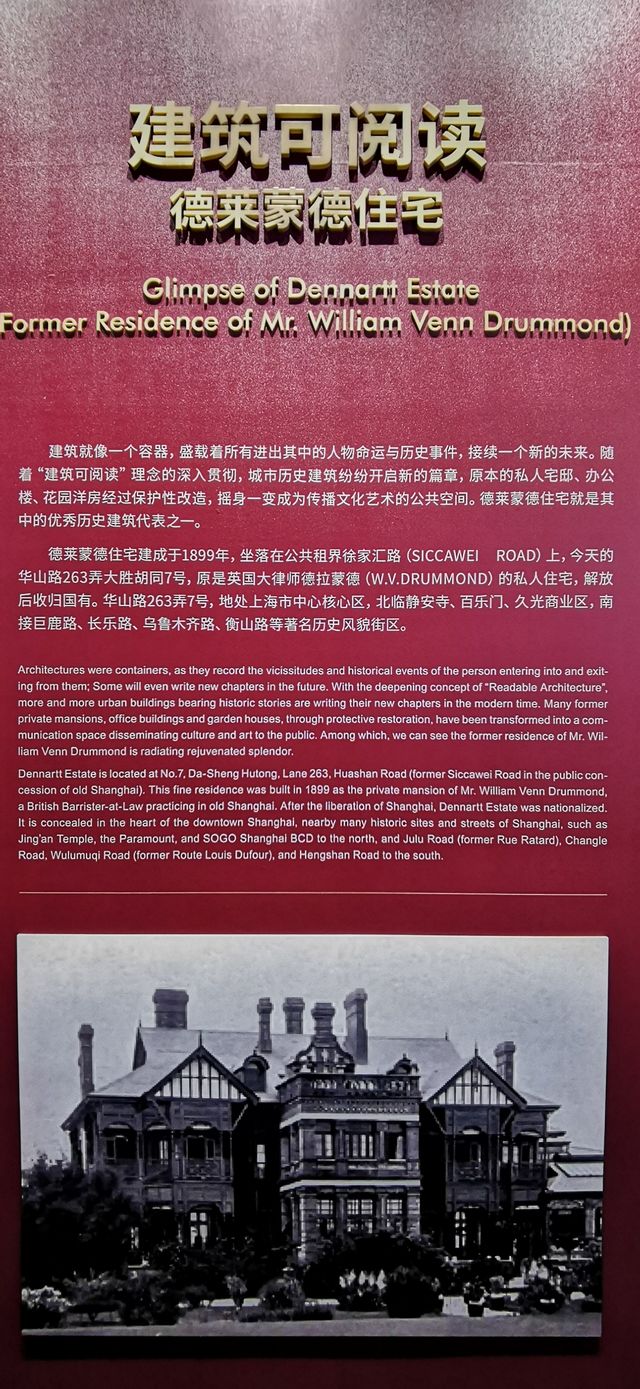 建筑可阅读
德莱蒙德住宅
Glimpse of Dennartt Estate
Former Residence of Mr. William Venn Drummond)
建筑就像一个容器，盛载着所有进出其中的人物命运与历史事件，接续一个新的未来。随
着“建筑可阅读”理念的深入贯彻，城市历史建筑纷纷开启新的篇章，原本的私人宅邸、办公
楼、花园洋房经过保护性改造，摇身一变成为传播文化艺术的公共空间。德莱蒙德住宅就是其
中的优秀历史建筑代表之一。
德莱蒙德住宅建成于1899年，坐落在公共租界徐家汇路（SICCAWEI ROAD）上，今天的
华山路263弄大胜胡同7号，原是英国大律师德拉蒙德（W.V.DRUMMOND）的私人住宅，解放
后收归国有。华山路263弄7号，地处上海市中心核心区，北临静安寺、百乐门、久光商业区，南
接巨鹿路、长乐路、乌鲁木齐路、衡山路等著名历史风貌街区。
Architectures were containers, as they record the vicissitudes and historical events of the person entering into and exit-
ing from them; Some will even write new chapters in the future. With the deepening concept of "Readable Architecture",
more and more urban buildings bearing historic stories are writing their new chapters in the modern time. Many former
private mansions, office buildings and garden houses, through protective restoration, have been transformed into a com-
munication space disseminating culture and art to the public. Among which, we can see the former residence of Mr. Wil-
liam Venn Drummond is radiating rejuvenated splendor.
Dennartt Estate is located at No.7, Da-Sheng Hutong, Lane 263, Huashan Road (former Siccawei Road in the public con-
cession of old Shanghai). This fine residence was built in 1899 as the private mansion of Mr. William Venn Drummond,
a British Barrister-at-Law practicing in old Shanghai. After the liberation of Shanghai, Dennartt Estate was nationalized.
It is concealed in the heart of the downtown Shanghai, nearby many historic sites and streets of Shanghai, such as
Jing'an Temple, the Paramount, and SOGO Shanghai BCD to the north, and Julu Road (former Rue Ratard), Changle
Road, Wulumuqi Road (former Route Louis Dufour), and Hengshan Road to the south.